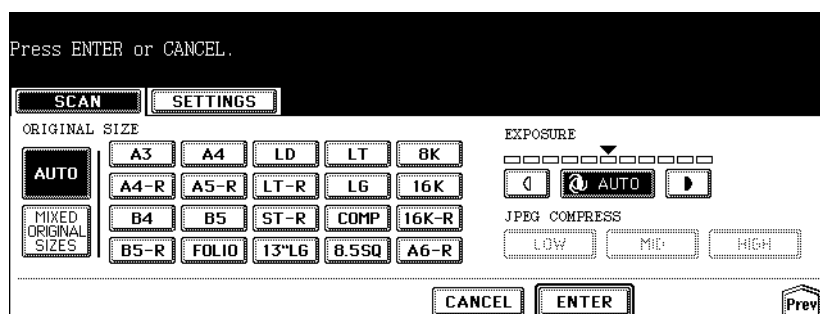 Press ENTER or CANCEL.
SCAN SETTINGS
ORIGINAL SIZE
AUTO
MIXED
ORIGINAL
SIZES
A3 A4 LD LT 8K
A4-R A5-R LT-R LG 16K
B4 B5 ST-R COMP 16K-R
B5-R FOLIO 13"LG 8.5SQ A6-R
EXPOSURE
AUTO
JPEG COMPRESS
LOW MID HIGH
CANCEL ENTER
Prev